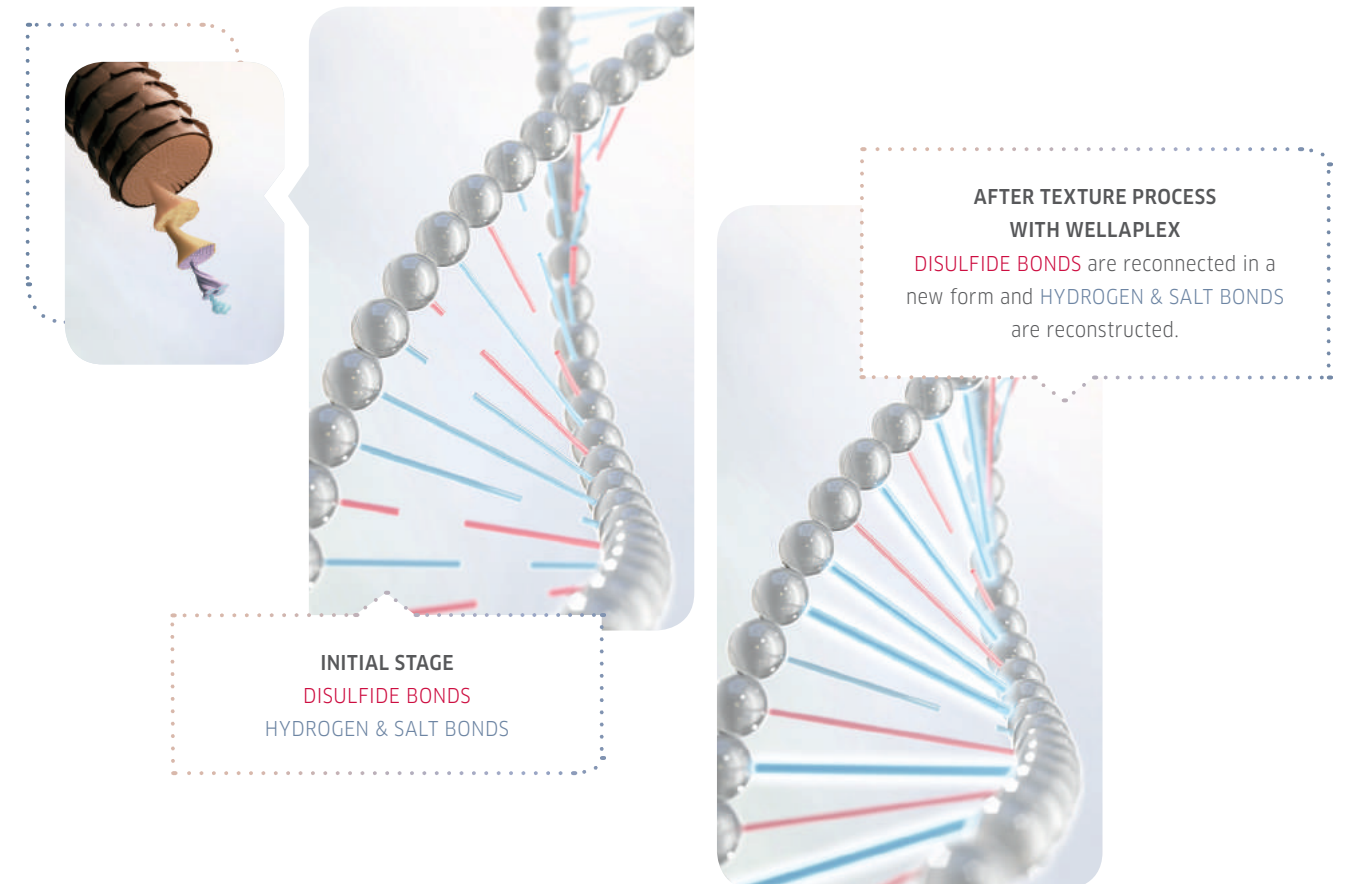 INITIAL STAGE
DISULFIDE BONDS
HYDROGEN & SALT BONDS
AFTER TEXTURE PROCESS
WITH WELLAPLEX
DISULFIDE BONDS are reconnected in a
new form and HYDROGEN & SALT BONDS
are reconstructed.